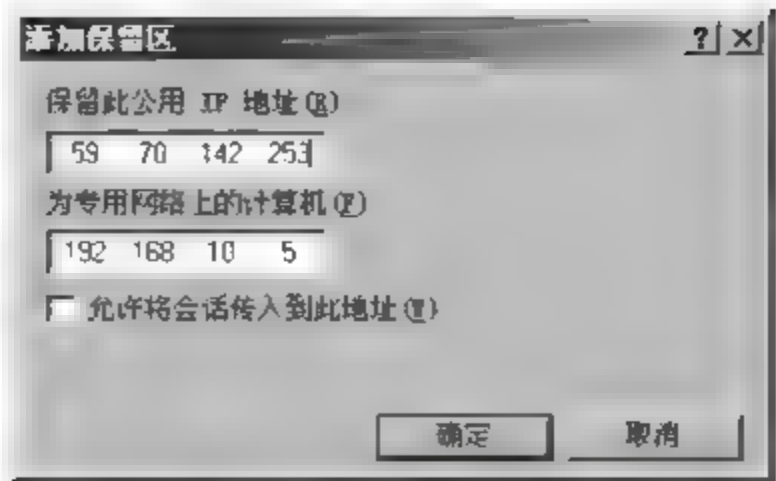 添加保留区
保留此公用 IP 地址(R)
59 70 142 253
为专用网络上的计算机(F)
192 168 10 5
允许将会话传入到此地址(T)
确定 取消